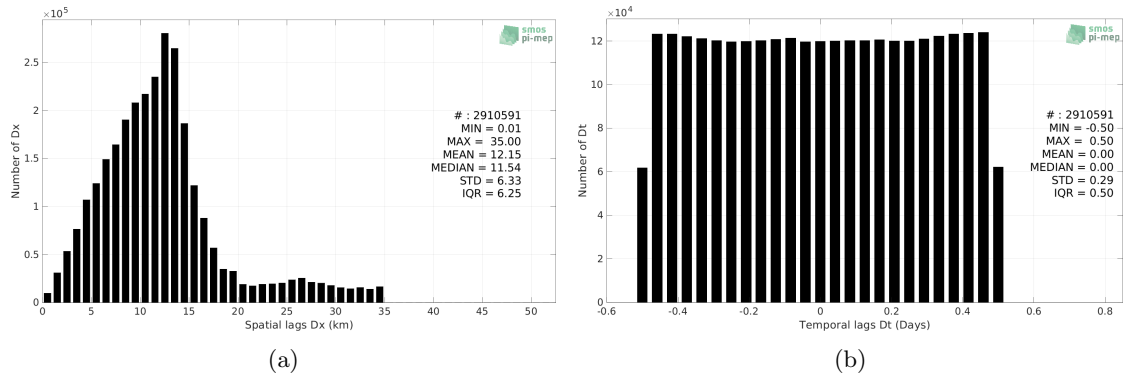 ×10⁵
smos
pi-mep
2.5
2
1.5
1
0.5
0
Number of Dx
# : 2910591
MIN = 0.01
MAX = 35.00
MEAN = 12.15
MEDIAN = 11.54
STD = 6.33
IQR = 6.25
0 5 10 15 20 25 30 35 40 45 50
Spatial lags Dx (km)
(a)
×10⁴
smos
pi-mep
12
10
8
6
4
2
0
Number of Dt
# : 2910591
MIN = -0.50
MAX = 0.50
MEAN = 0.00
MEDIAN = 0.00
STD = 0.29
IQR = 0.50
-0.6 -0.4 -0.2 0 0.2 0.4 0.6 0.8
Temporal lags Dt (Days)
(b)